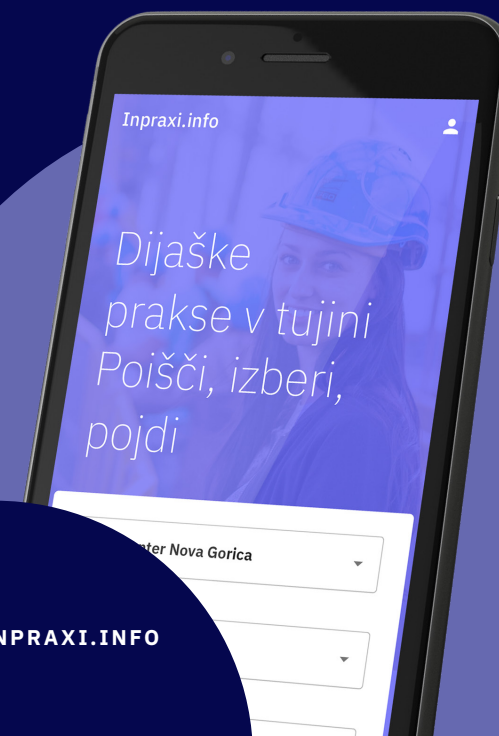 Inpraxi.info
Dijaške
prakse v tujini
Poišči, izberi,
pojdi
nter Nova Gorica
NPRAXI.INFO